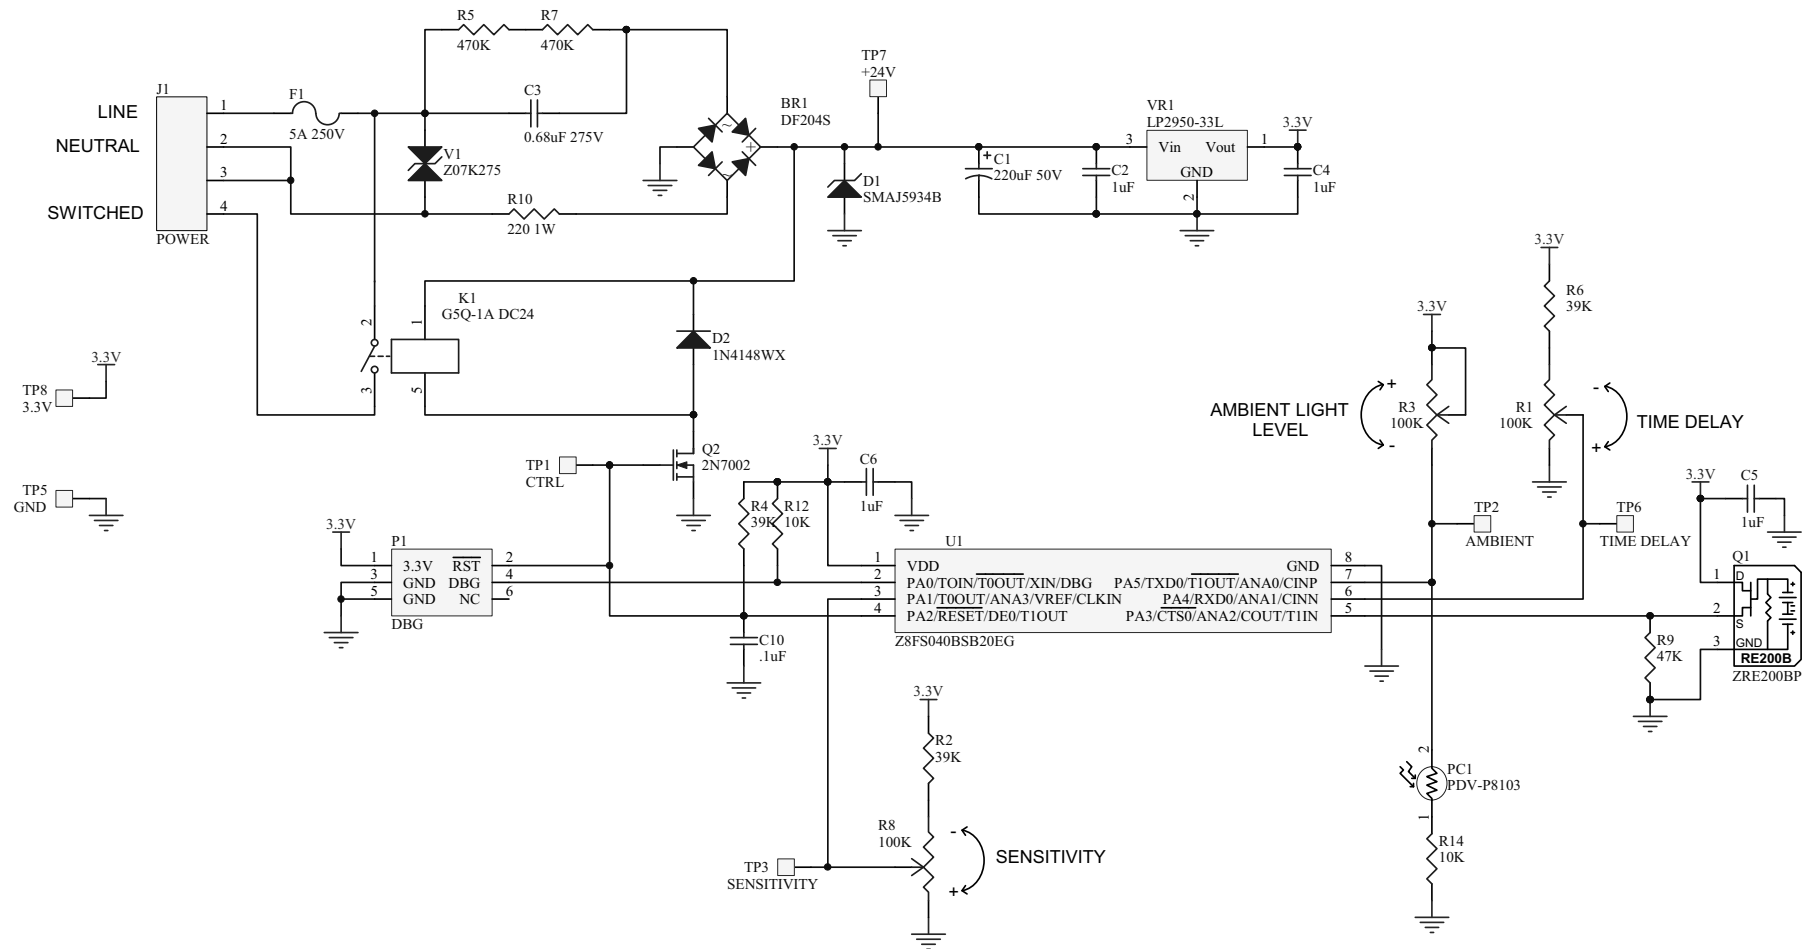 R5
470K
R7
470K
C3
0.68uF 275V
J1
LINE
NEUTRAL
SWITCHED
1
2
3
4
POWER
F1
5A 250V
V1
Z07K275
R10
220 1W
BR1
DF204S
~
+
~
TP7
+24V
D1
SMAJ5934B
+
C1
220uF 50V
C2
1uF
VR1
LP2950-33L
3
Vin
Vout
1
GND
2
3.3V
C4
1uF
K1
G5Q-1A DC24
2
1
3
5
D2
1N4148WX
3.3V
TP8
3.3V
TP5
GND
Q2
2N7002
TP1
CTRL
3.3V
C6
1uF
R4
39K
R12
10K
3.3V
P1
1
3.3V
RST
2
3
GND
DBG
4
5
GND
NC
6
DBG
C10
.1uF
U1
1
VDD
GND
8
2
PA0/TOIN/T0OUT/XIN/DBG
PA5/TXD0/T1OUT/ANA0/CINP
7
3
PA1/T0OUT/ANA3/VREF/CLKIN
PA4/RXD0/ANA1/CINN
6
4
PA2/RESET/DE0/T1OUT
PA3/CTS0/ANA2/COUT/T1IN
5
Z8FS040BSB20EG
3.3V
R2
39K
R8
100K
-
+
SENSITIVITY
TP3
SENSITIVITY
3.3V
AMBIENT LIGHT
LEVEL
+
-
R3
100K
TP2
AMBIENT
3.3V
R6
39K
R1
100K
-
+
TIME DELAY
TP6
TIME DELAY
3.3V
C5
1uF
Q1
1
D
2
S
3
GND
+
+
RE200B
ZRE200BP
R9
47K
2
PC1
PDV-P8103
1
R14
10K